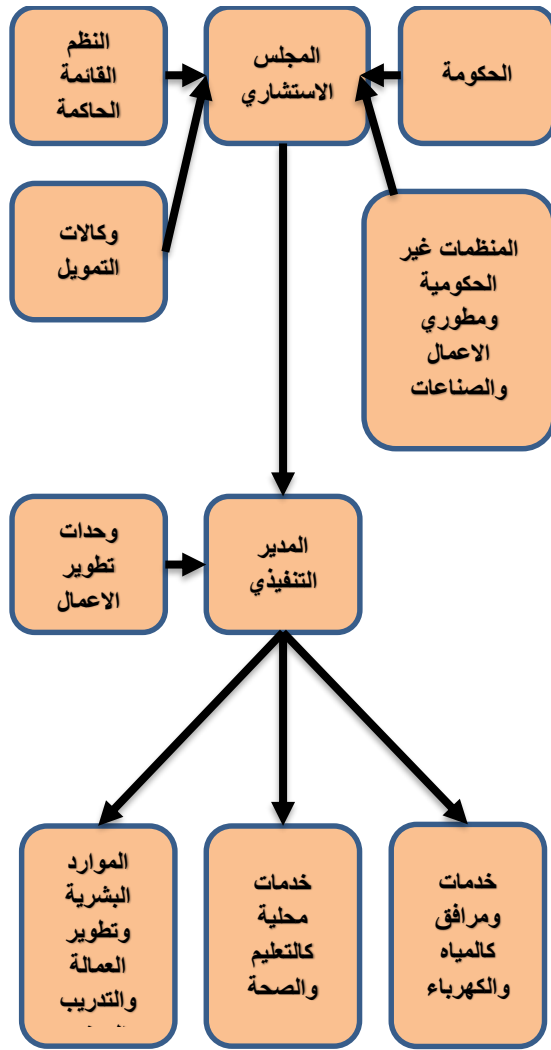 النظم
القائمة
الحاكمة
المجلس
الاستشاري
الحكومة
وكالات
التمويل
المنظمات غير
الحكومية
ومطوري
الاعمال
والصناعات
وحدات
تطوير
الاعمال
المدير
التنفيذي
الموارد
البشرية
وتطوير
العمالة
والتدريب
خدمات
محلية
كالتعليم
والصحة
خدمات
ومرافق
كالمياه
والكهرباء